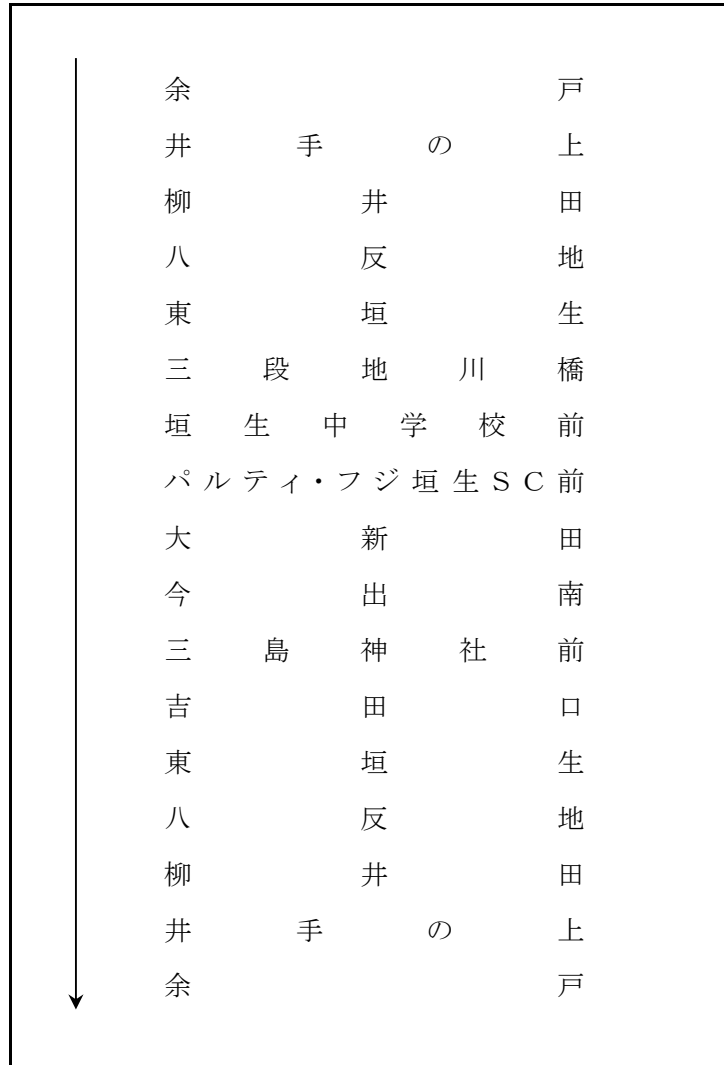 余戸
井手の上
柳井田
八反地
東垣生
三段地川橋
垣生中学校前
パルティ・フジ垣生SC前
大新田
今出南
三島神社前
吉田口
東垣生
八反地
柳井田
井手の上
余戸